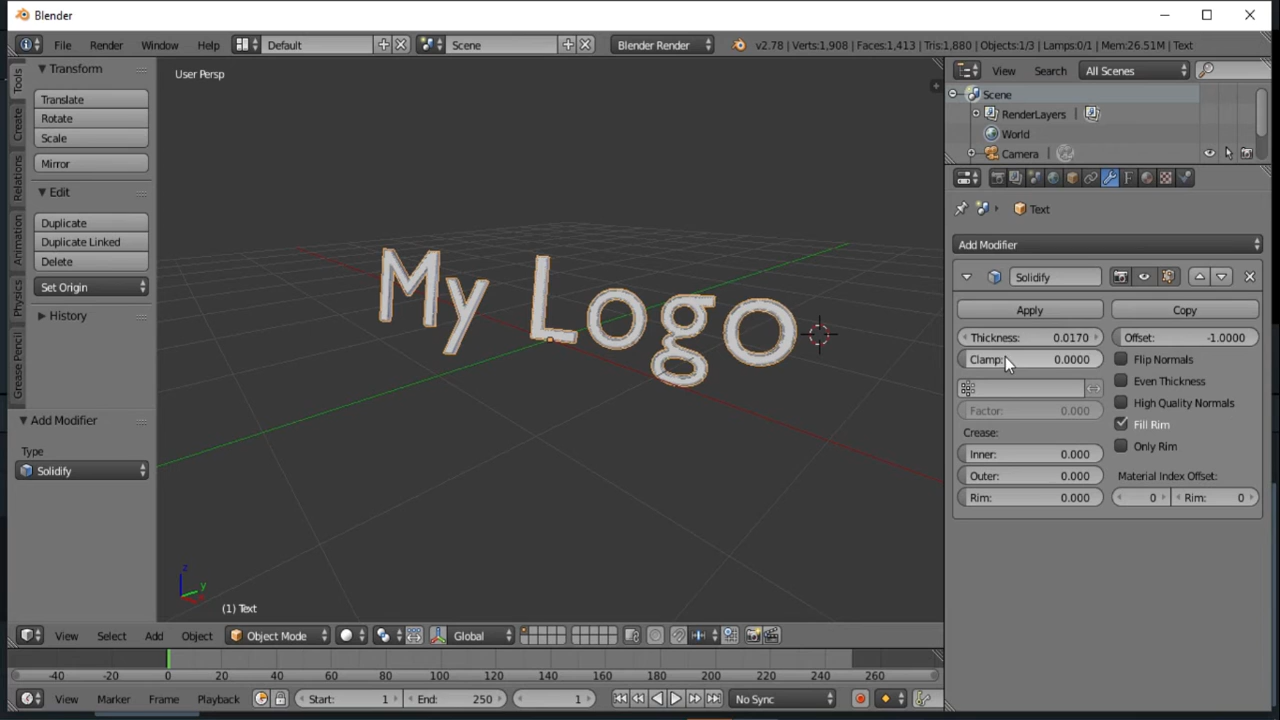 Blender
File Render Window Help Default Scene Blender Render v2.78 | Verts:1,908 | Faces:1,413 | Tris:1,880 | Objects:1/3 | Lamps:0/1 | Mem:26.51M | Text
Tools
Create
Relations
Animation
Physics
Grease Pencil
Transform
Translate
Rotate
Scale
Mirror
Edit
Duplicate
Duplicate Linked
Delete
Set Origin
History
Add Modifier
Type
Solidify
User Persp
My Logo
z
y
(1) Text
View Search All Scenes
Scene
RenderLayers
World
Camera
Text
Add Modifier
Solidify
Apply Copy
Thickness: 0.0170 Offset: -1.0000
Clamp: 0.0000 Flip Normals
Even Thickness
Factor: 0.000 High Quality Normals
Crease: Fill Rim
Inner: 0.000 Only Rim
Outer: 0.000 Material Index Offset:
Rim: 0.000 0 Rim: 0
View Select Add Object Object Mode Global
-40 -20 0 20 40 60 80 100 120 140 160 180 200 220 240 260
View Marker Frame Playback Start: 1 End: 250 1 No Sync